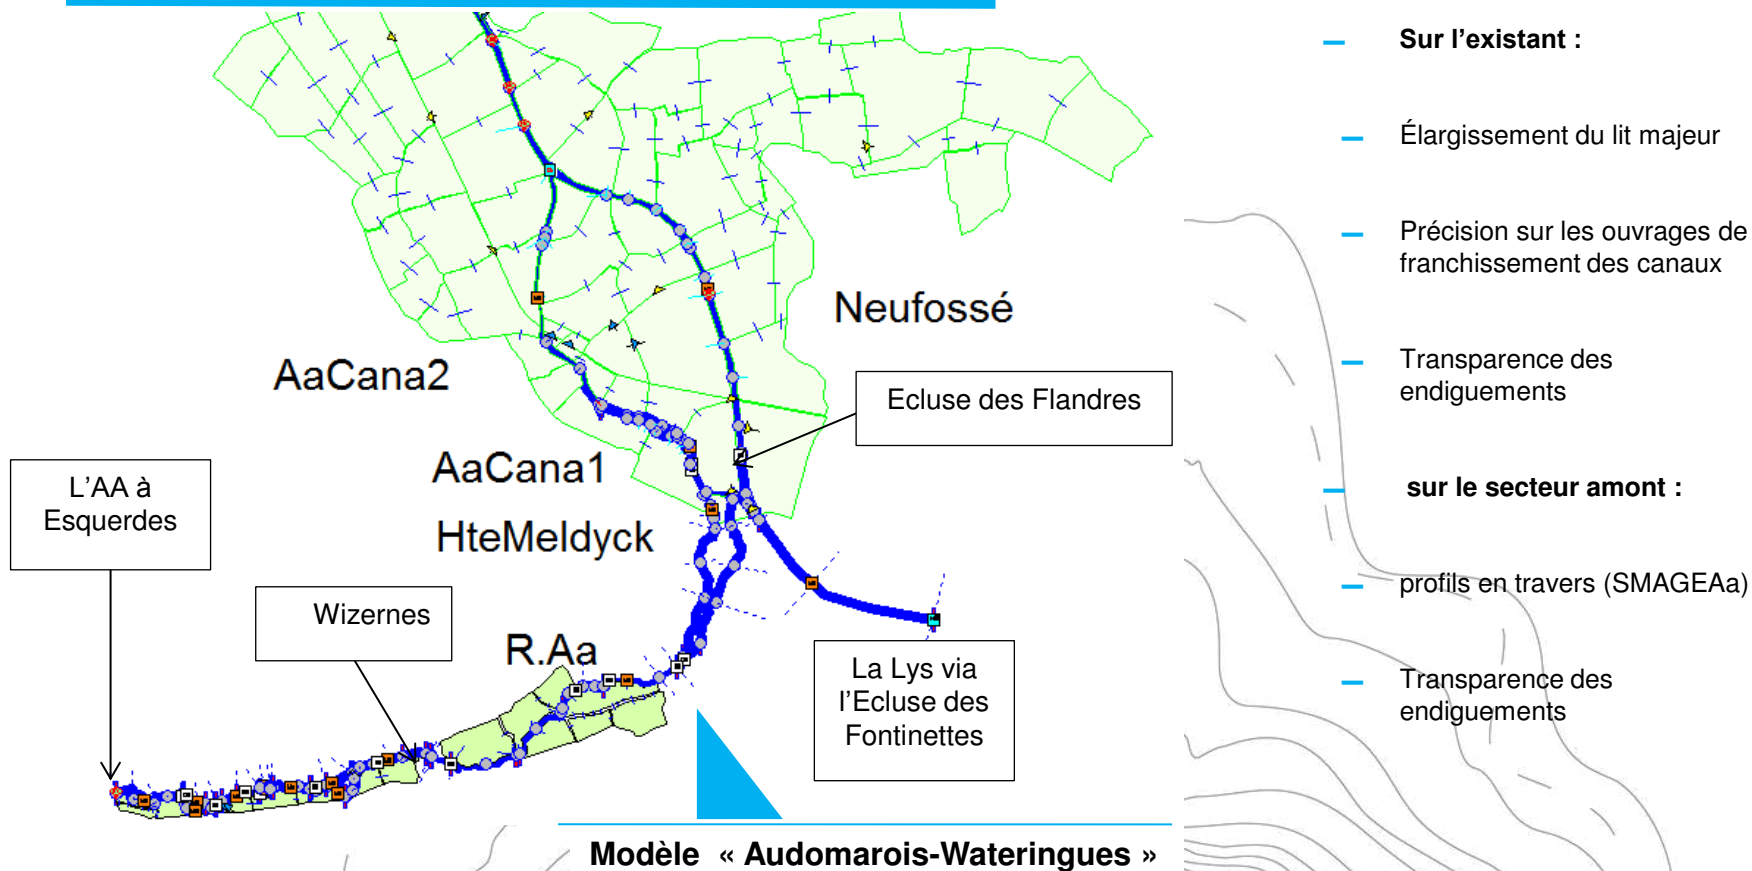 Neufossé
AaCana2
Ecluse des Flandres
AaCana1
L'AA à
Esquerdes
HteMeldyck
Wizernes
R.Aa
La Lys via
l'Ecluse des
Fontinettes
Modèle « Audomarois-Wateringues »
– Sur l'existant :
– Élargissement du lit majeur
– Précision sur les ouvrages de
franchissement des canaux
– Transparence des
endiguements
– sur le secteur amont :
– profils en travers (SMAGEAa)
– Transparence des
endiguements